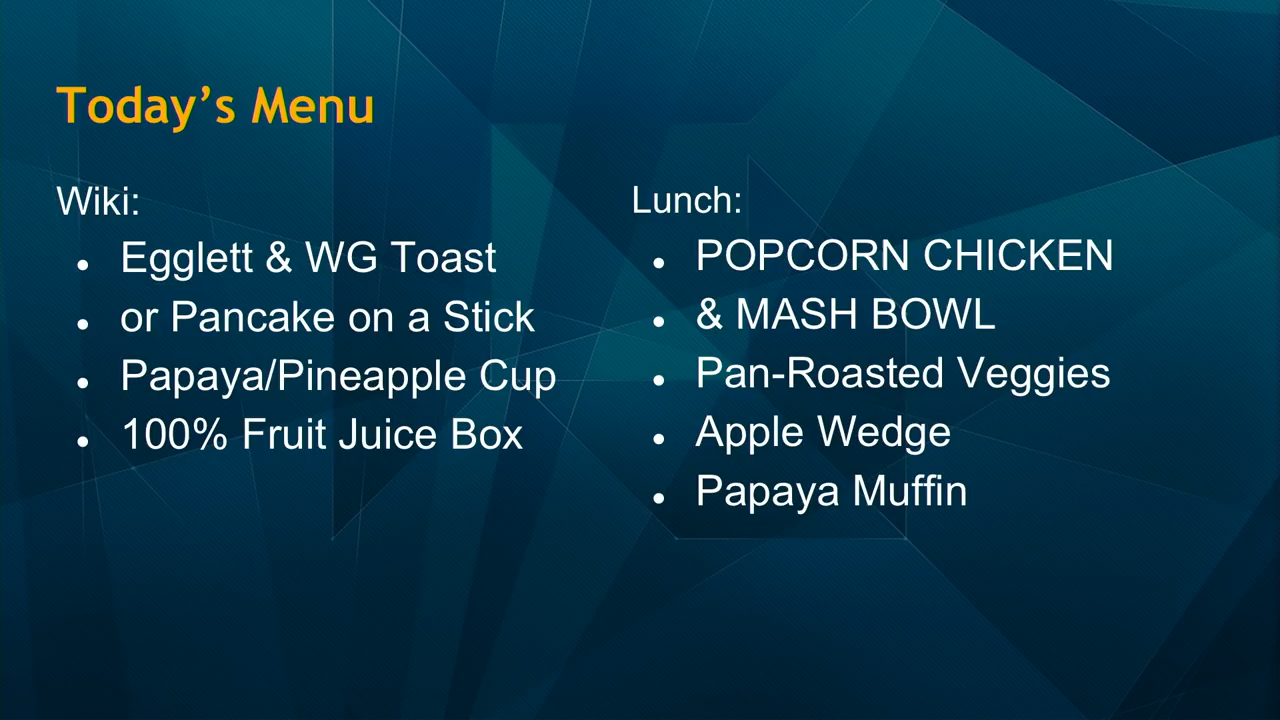 Today’s Menu
Wiki:
Egglett & WG Toast
or Pancake on a Stick
Papaya/Pineapple Cup
100% Fruit Juice Box
Lunch:
POPCORN CHICKEN
& MASH BOWL
Pan-Roasted Veggies
Apple Wedge
Papaya Muffin